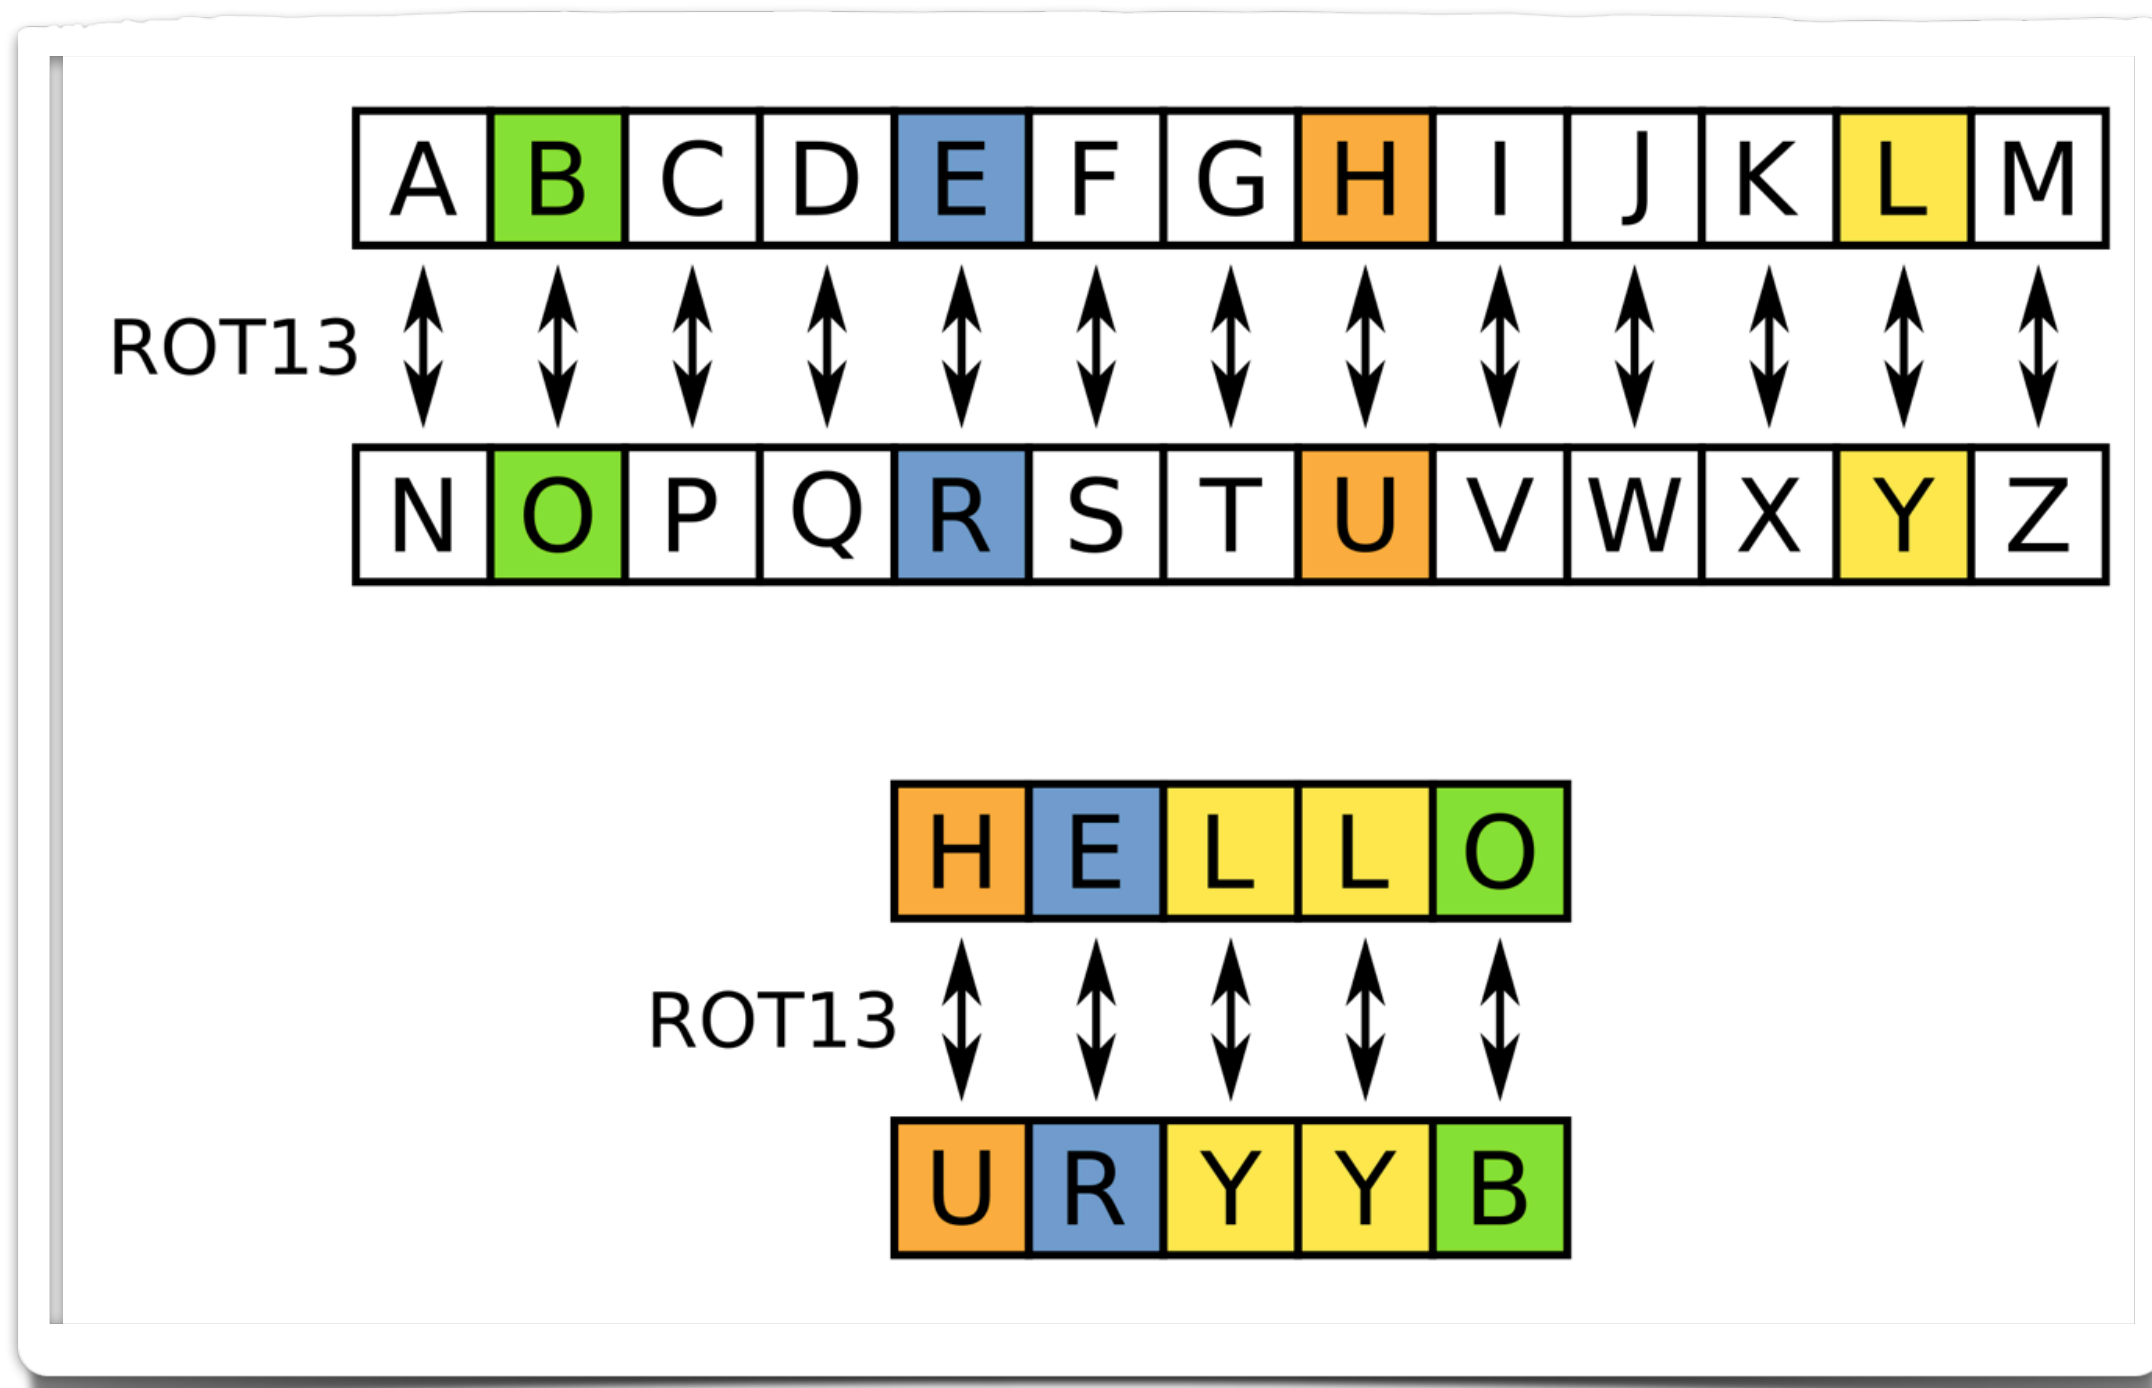 A B C D E F G H I J K L M
ROT13
N O P Q R S T U V W X Y Z
H E L L O
ROT13
U R Y Y B